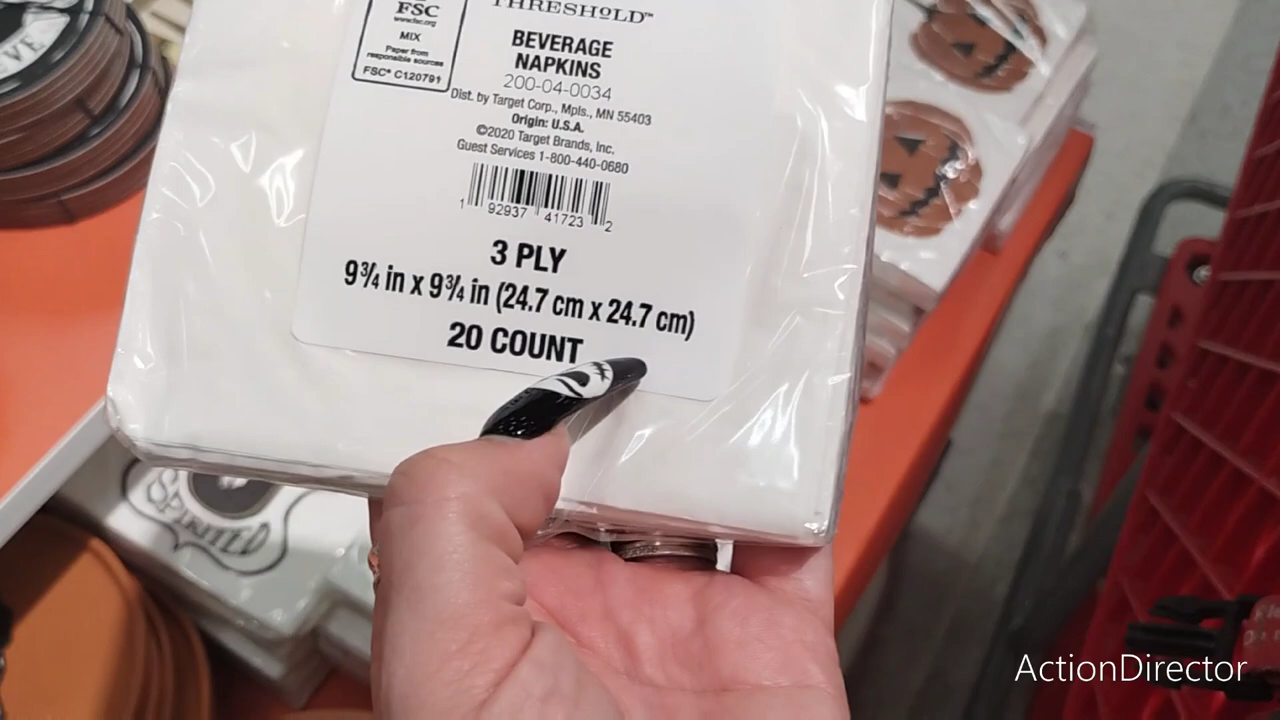 FSC
www.fsc.org
MIX
Paper from
responsible sources
FSC® C120791
THRESHOLD™
BEVERAGE
NAPKINS
200-04-0034
Dist. by Target Corp., Mpls., MN 55403
Origin: U.S.A.
©2020 Target Brands, Inc.
Guest Services 1-800-440-0680
1 92937 41723 2
3 PLY
9¾ in x 9¾ in (24.7 cm x 24.7 cm)
20 COUNT
SPIRITED
ActionDirector